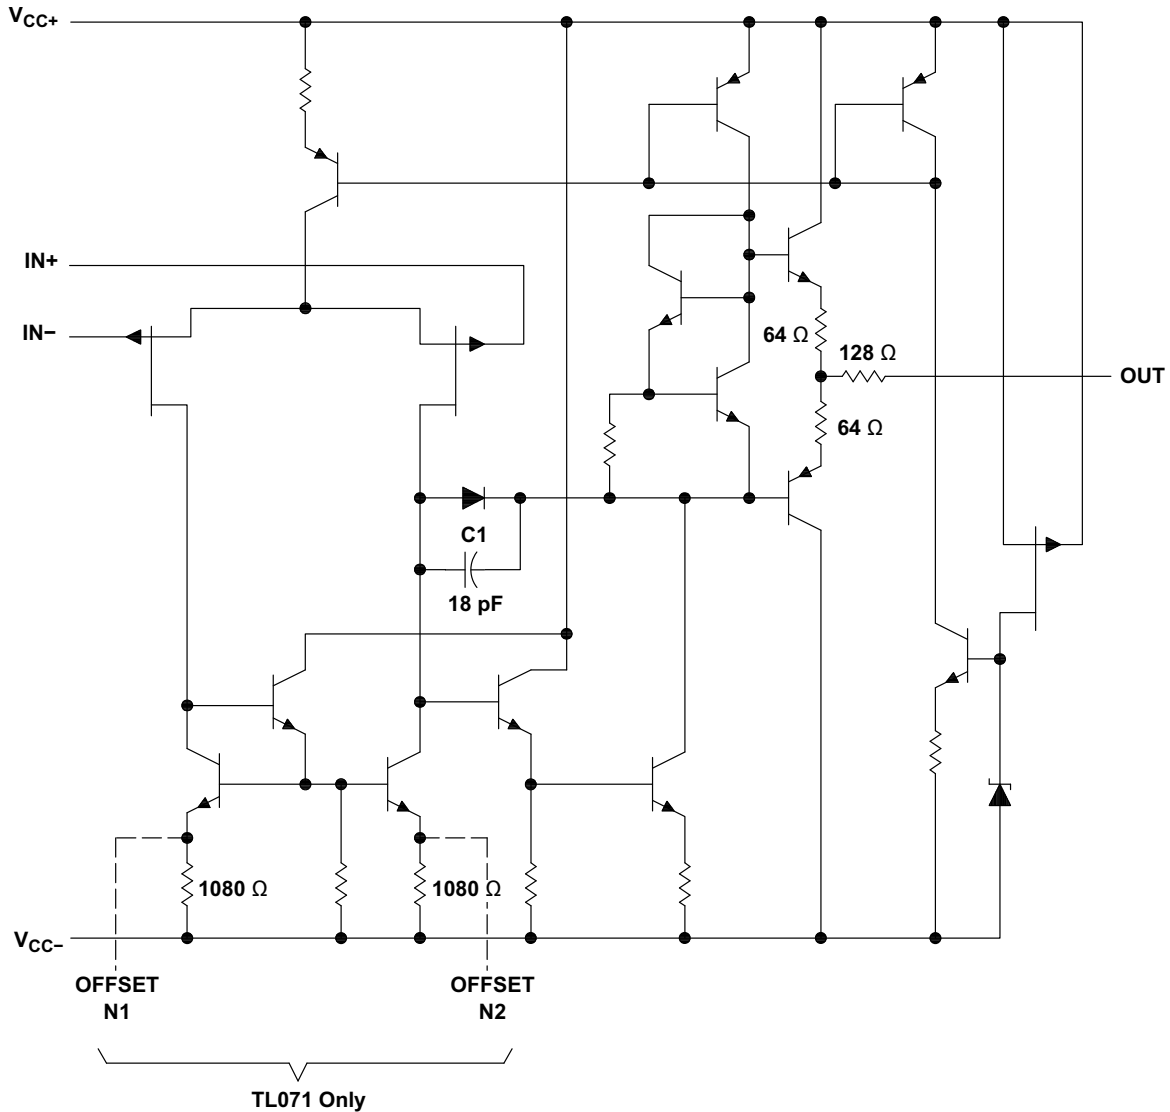 VCC+
IN+
IN−
64 Ω
128 Ω
OUT
64 Ω
C1
18 pF
1080 Ω
1080 Ω
VCC−
OFFSET
N1
OFFSET
N2
TL071 Only